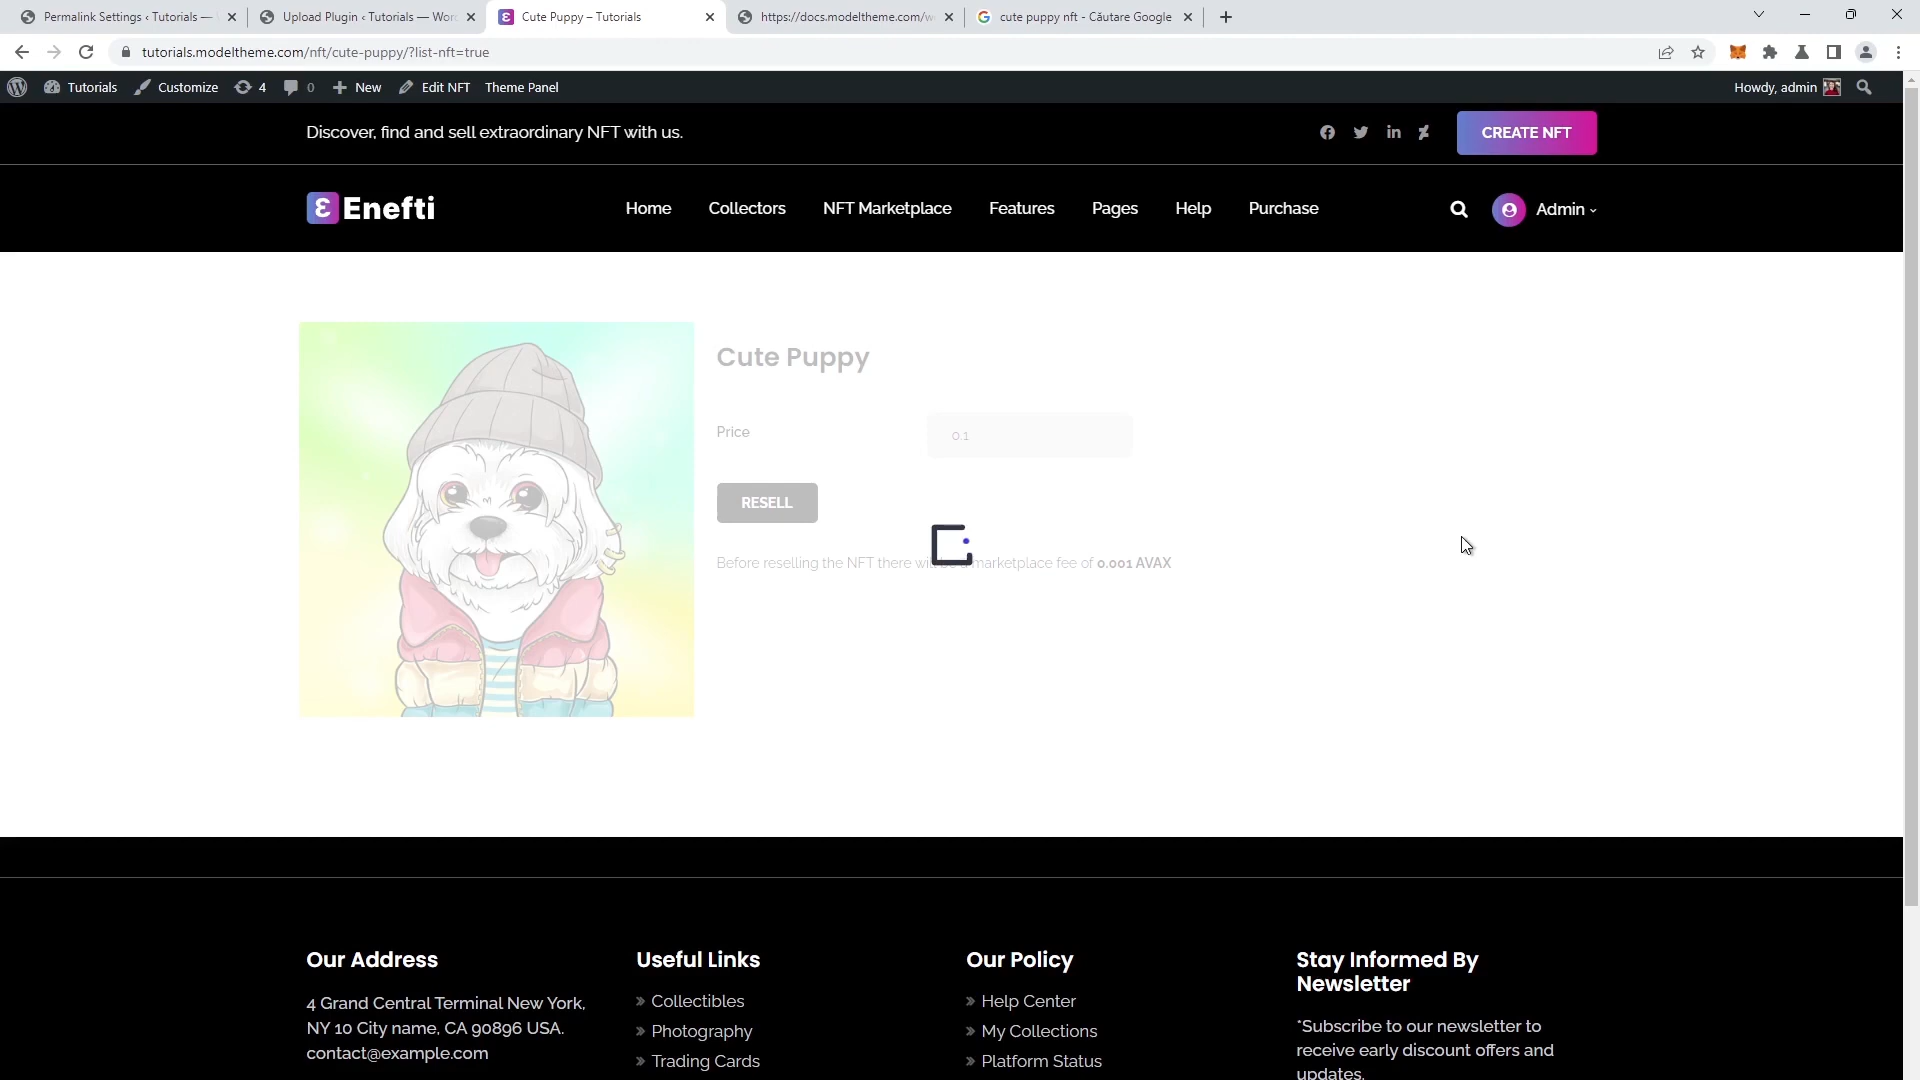 Permalink Settings ‹ Tutorials —
Upload Plugin ‹ Tutorials — Wor
Cute Puppy – Tutorials
https://docs.modeltheme.com/w
cute puppy nft - Căutare Google
tutorials.modeltheme.com/nft/cute-puppy/?list-nft=true
Tutorials
Customize
4
0
New
Edit NFT
Theme Panel
Howdy, admin
Discover, find and sell extraordinary NFT with us.
CREATE NFT
Enefti
Home
Collectors
NFT Marketplace
Features
Pages
Help
Purchase
Admin
Cute Puppy
Price
0.1
RESELL
Before reselling the NFT there will be a marketplace fee of 0.001 AVAX
Our Address
4 Grand Central Terminal New York,
NY 10 City name, CA 90896 USA.
contact@example.com
Useful Links
Collectibles
Photography
Trading Cards
Our Policy
Help Center
My Collections
Platform Status
Stay Informed By
Newsletter
*Subscribe to our newsletter to
receive early discount offers and
updates.